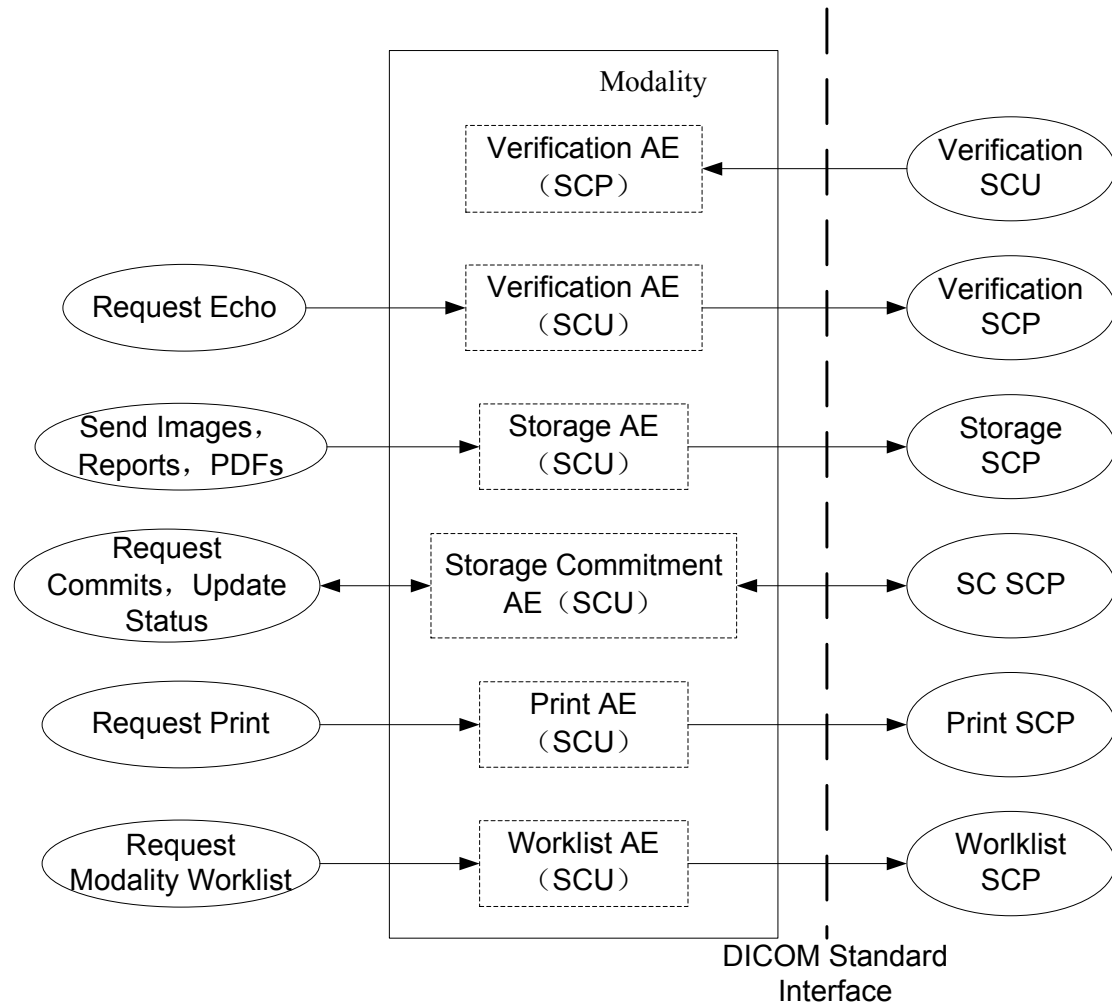 Modality
Verification AE
（SCP）
Verification
SCU
Request Echo
Verification AE
（SCU）
Verification
SCP
Send Images，
Reports，PDFs
Storage AE
（SCU）
Storage
SCP
Request
Commits，Update
Status
Storage Commitment
AE（SCU）
SC SCP
Request Print
Print AE
（SCU）
Print SCP
Request
Modality Worklist
Worklist AE
（SCU）
Worlklist
SCP
DICOM Standard
Interface